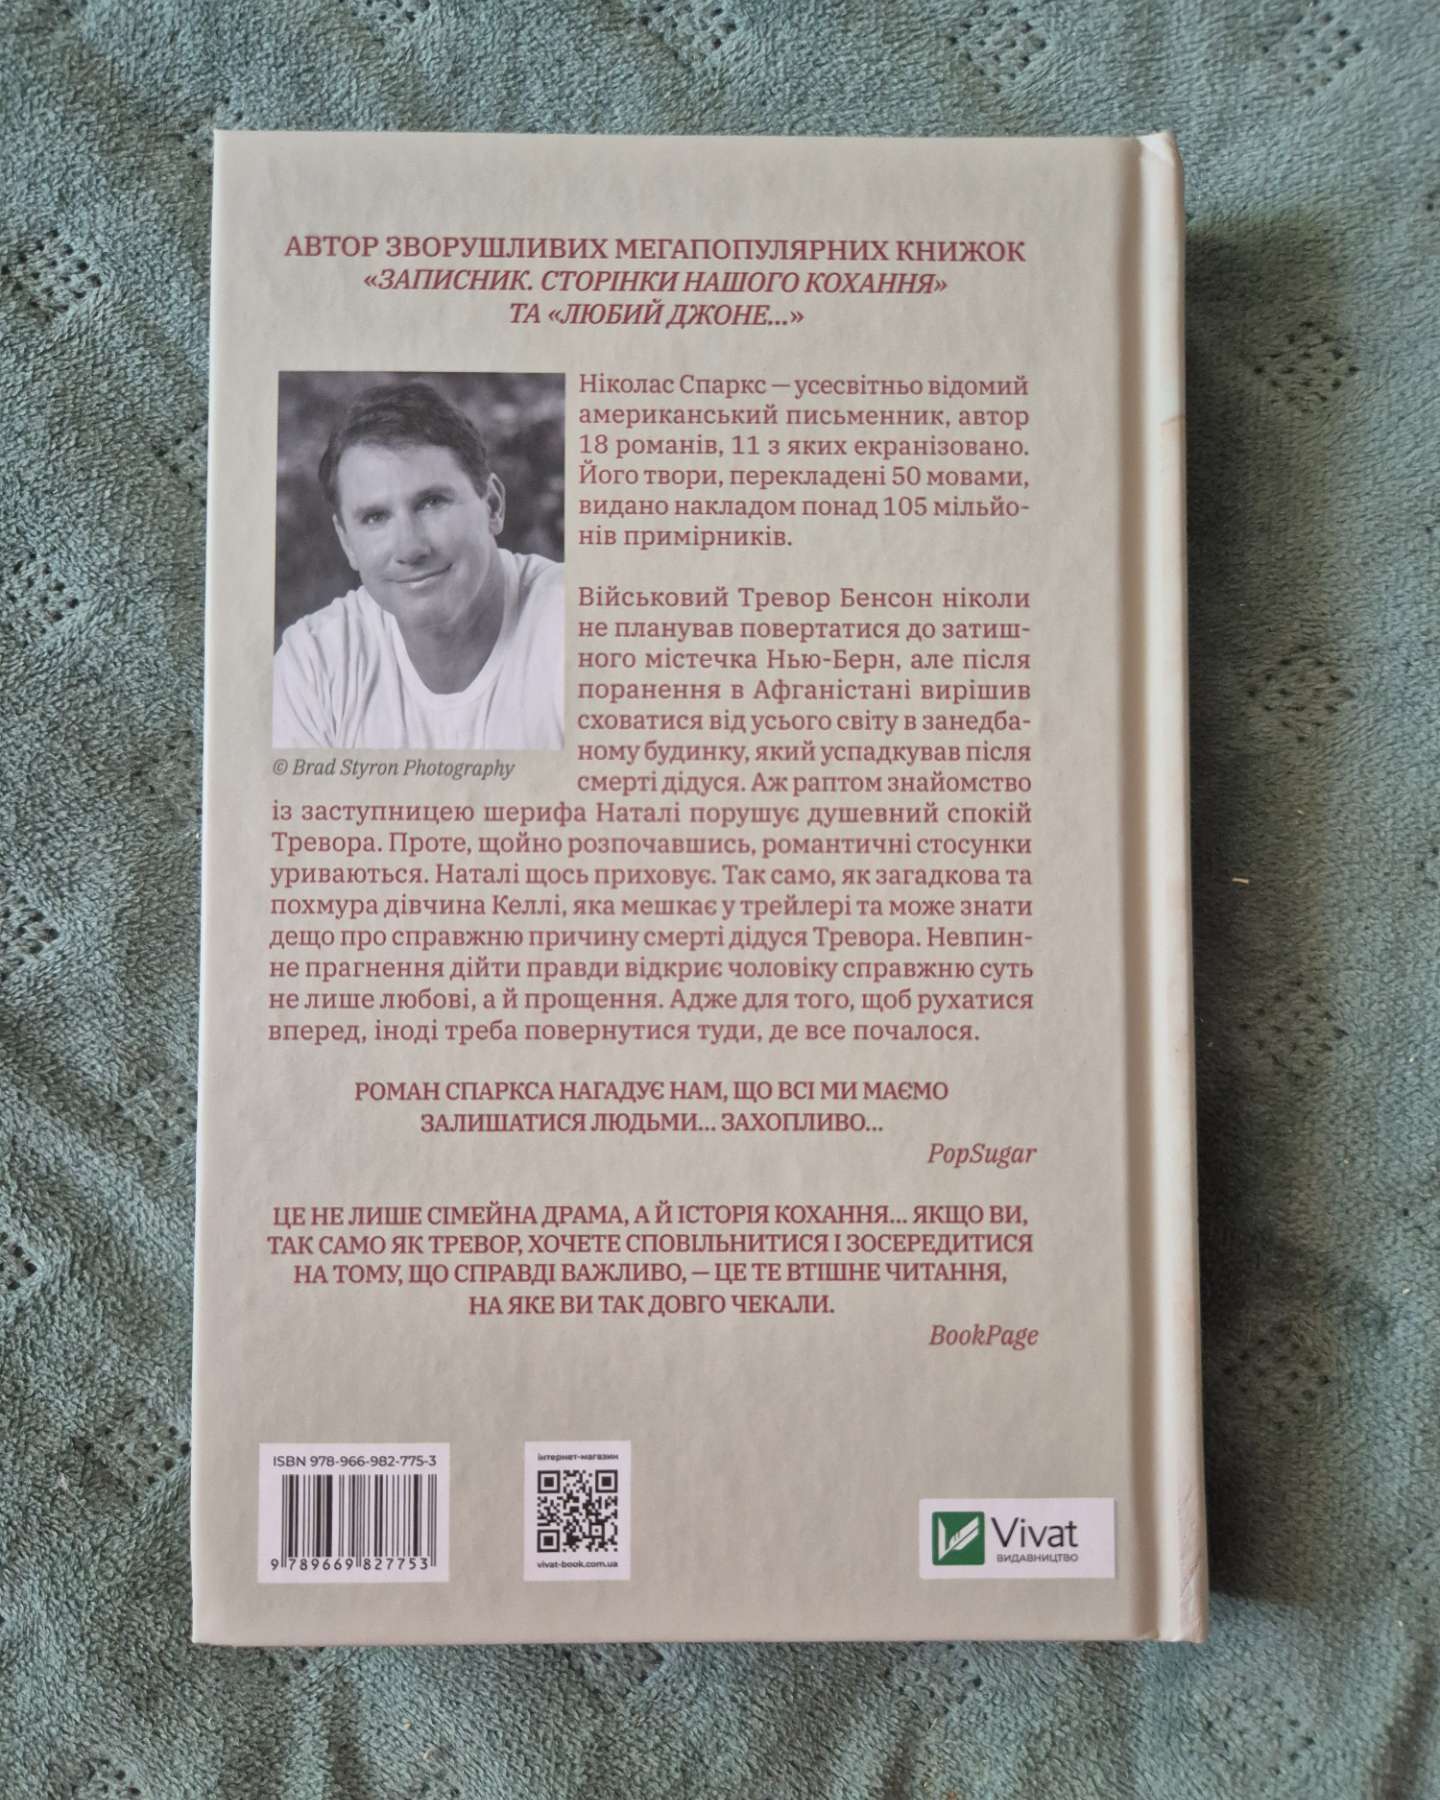 АВТОР ЗВОРУШЛИВИХ МЕГАПОПУЛЯРНИХ КНИЖОК
«ЗАПИСНИК. СТОРІНКИ НАШОГО КОХАННЯ»
ТА «ЛЮБИЙ ДЖОНЕ...»
Ніколас Спаркс — усесвітньо відомий
американський письменник, автор
18 романів, 11 з яких екранізовано.
Його твори, перекладені 50 мовами,
видано накладом понад 105 мільйо-
нів примірників.
Військовий Тревор Бенсон ніколи
не планував повертатися до затиш-
ного містечка Нью-Берн, але після
поранення в Афганістані вирішив
сховатися від усього світу в занедба-
ному будинку, який успадкував після
смерті дідуся. Аж раптом знайомство
© Brad Styron Photography
із заступницею шерифа Наталі порушує душевний спокій
Тревора. Проте, щойно розпочавшись, романтичні стосунки
уриваються. Наталі щось приховує. Так само, як загадкова та
похмура дівчина Келлі, яка мешкає у трейлері та може знати
дещо про справжню причину смерті дідуся Тревора. Невпин-
не прагнення дійти правди відкриє чоловіку справжню суть
не лише любові, а й прощення. Адже для того, щоб рухатися
вперед, іноді треба повернутися туди, де все почалося.
РОМАН СПАРКСА НАГАДУЄ НАМ, ЩО ВСІ МИ МАЄМО
ЗАЛИШАТИСЯ ЛЮДЬМИ... ЗАХОПЛИВО...
PopSugar
ЦЕ НЕ ЛИШЕ СІМЕЙНА ДРАМА, А Й ІСТОРІЯ КОХАННЯ... ЯКЩО ВИ,
ТАК САМО ЯК ТРЕВОР, ХОЧЕТЕ СПОВІЛЬНИТИСЯ І ЗОСЕРЕДИТИСЯ
НА ТОМУ, ЩО СПРАВДІ ВАЖЛИВО, — ЦЕ ТЕ ВТІШНЕ ЧИТАННЯ,
НА ЯКЕ ВИ ТАК ДОВГО ЧЕКАЛИ.
BookPage
ISBN 978-966-982-775-3
9 789669 827753
інтернет-магазин
vivat-book.com.ua
Vivat
ВИДАВНИЦТВО